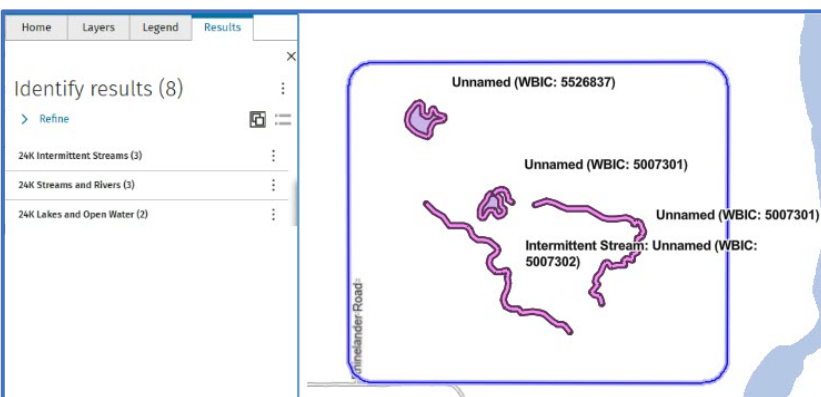 Home Layers Legend Results
Identify results (8)
Refine
24K Intermittent Streams (3)
24K Streams and Rivers (3)
24K Lakes and Open Water (2)
Unnamed (WBIC: 5526837)
Unnamed (WBIC: 5007301)
Unnamed (WBIC: 5007301)
Intermittent Stream: Unnamed (WBIC:
5007302)
Rhinelander Road